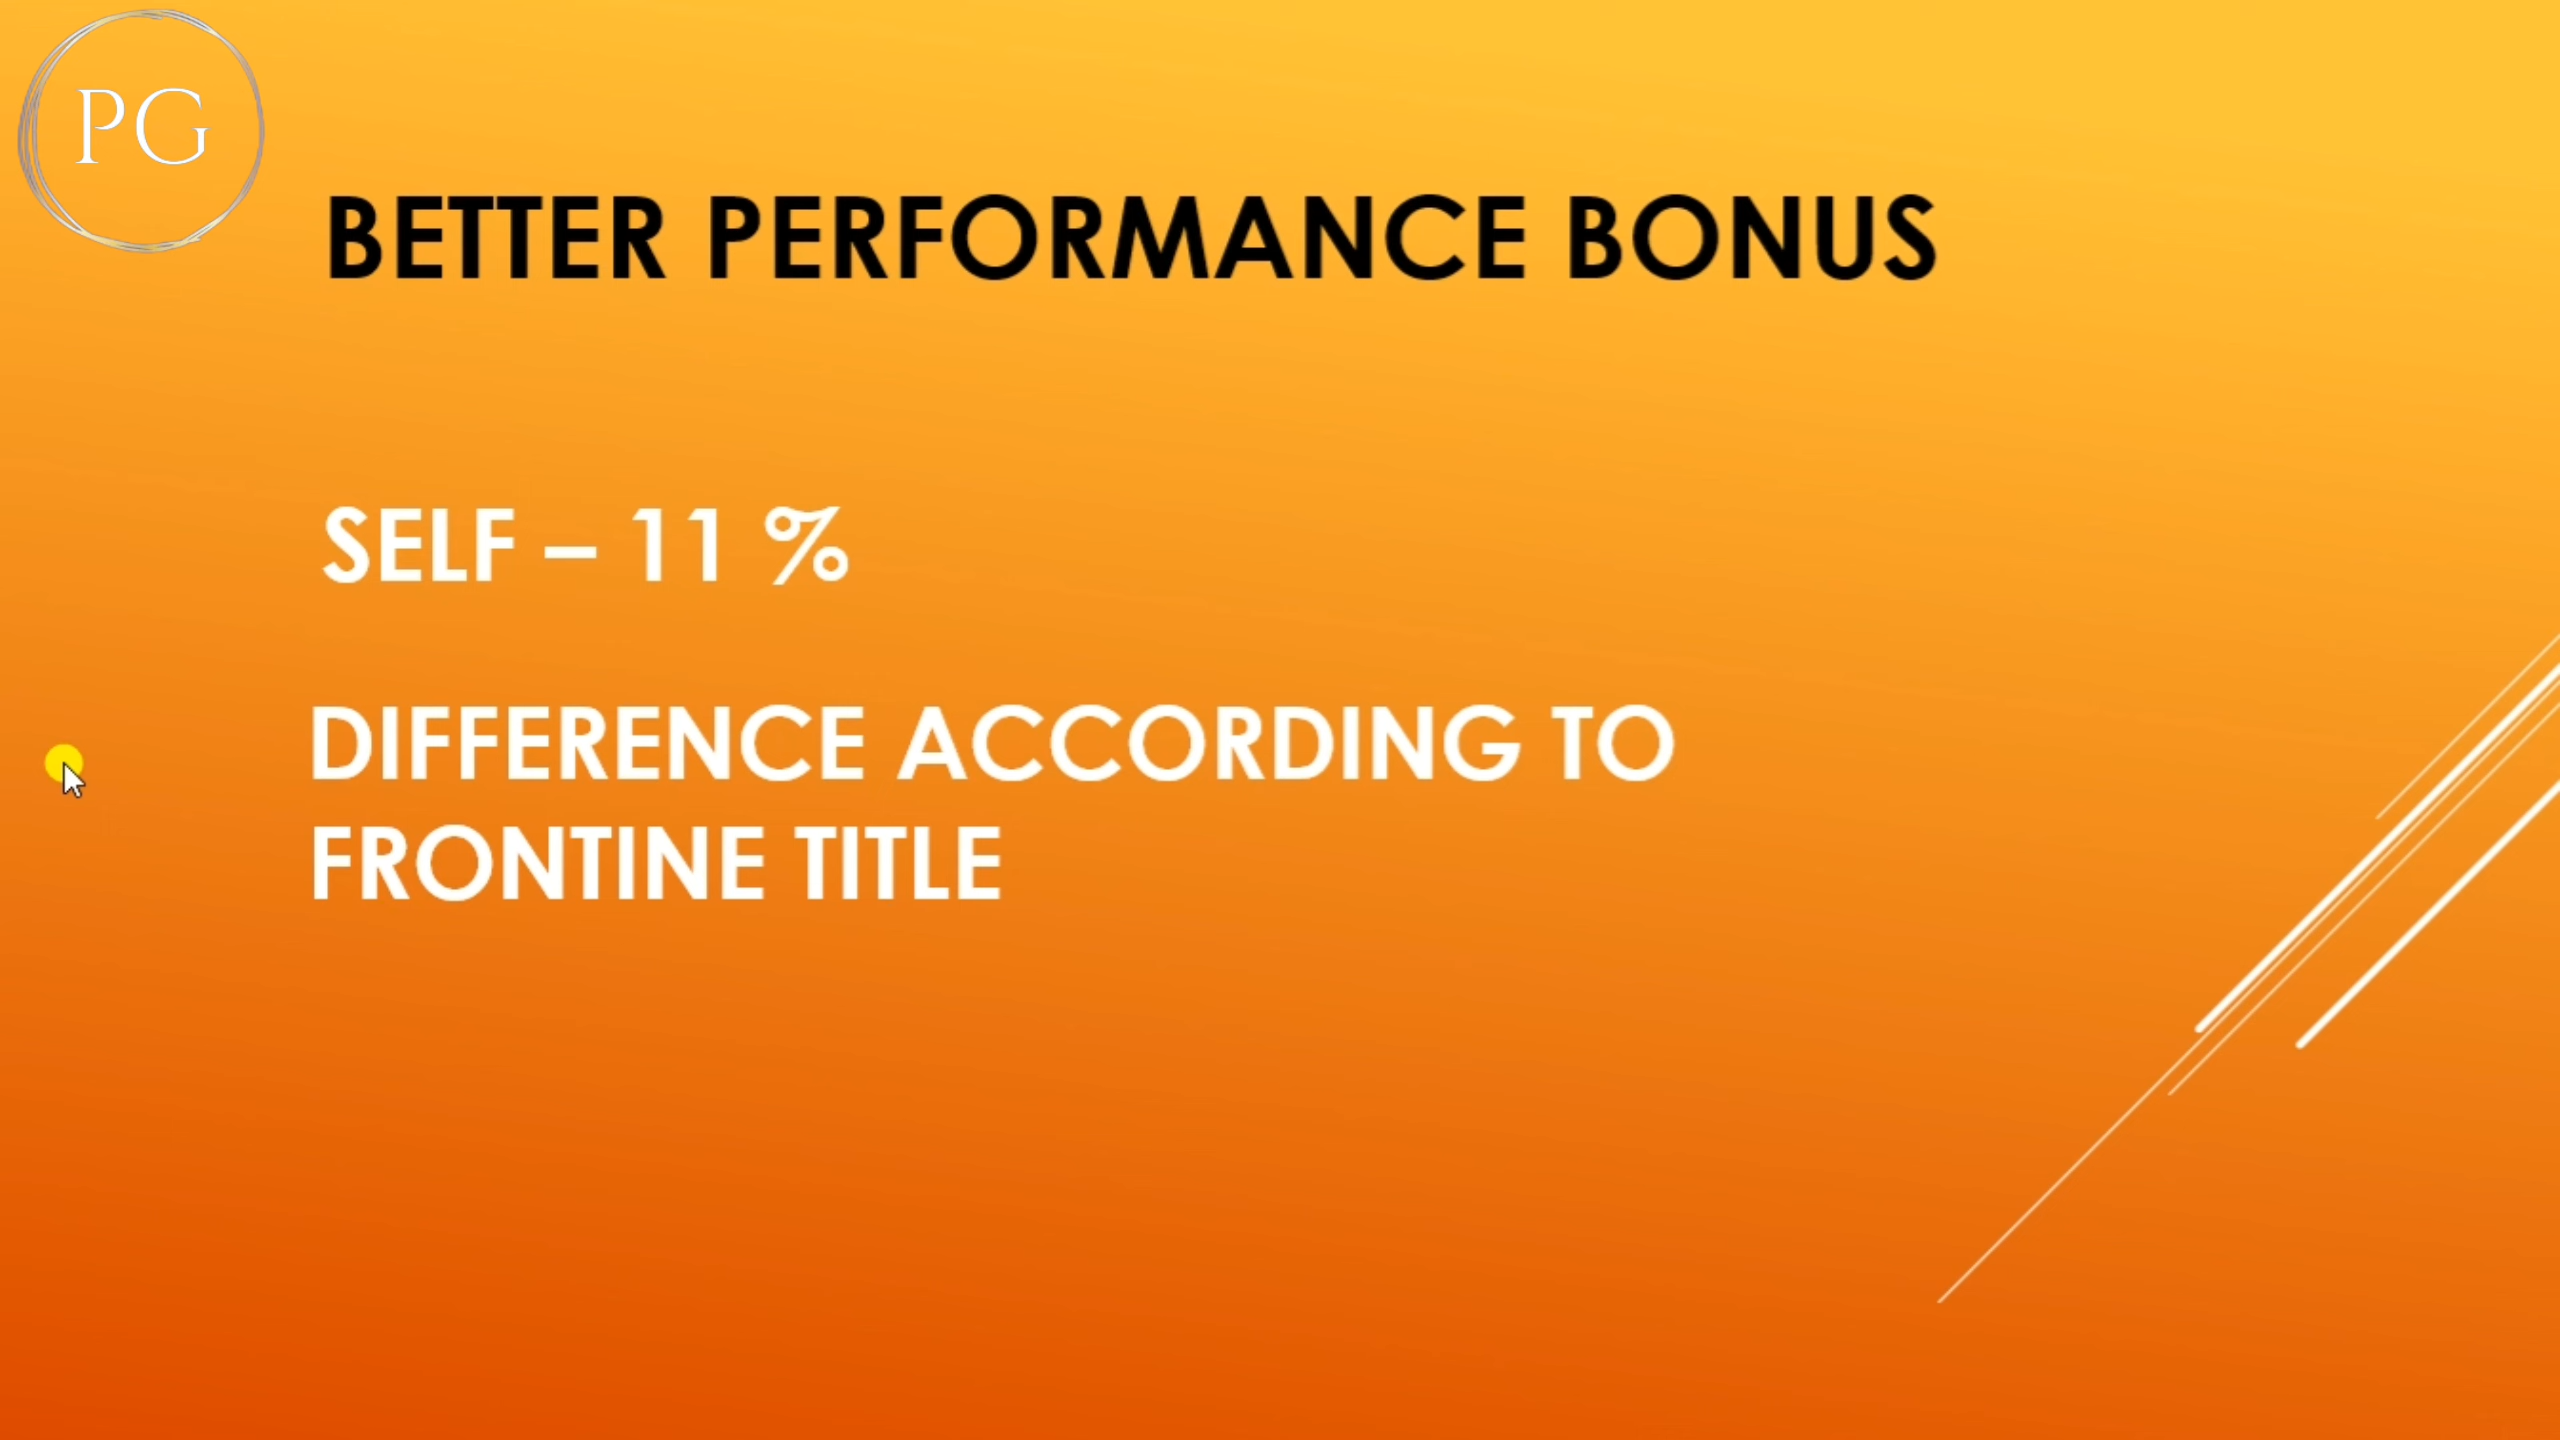 PG
BETTER PERFORMANCE BONUS
SELF – 11 %
DIFFERENCE ACCORDING TO
FRONTINE TITLE